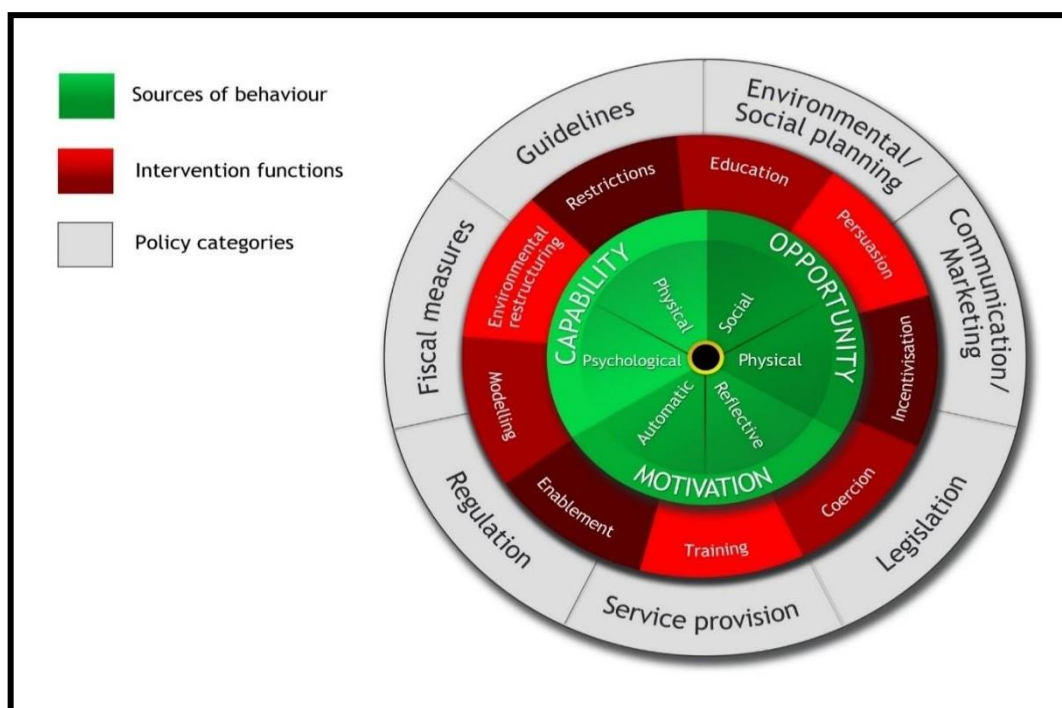 Sources of behaviour
Intervention functions
Policy categories
Guidelines
Environmental/
Social planning
Communication/
Marketing
Legislation
Service provision
Regulation
Fiscal measures
Restrictions
Education
Persuasion
Incentivisation
Coercion
Training
Enablement
Modelling
Environmental
restructuring
CAPABILITY
OPPORTUNITY
MOTIVATION
Physical
Social
Physical
Reflective
Automatic
Psychological